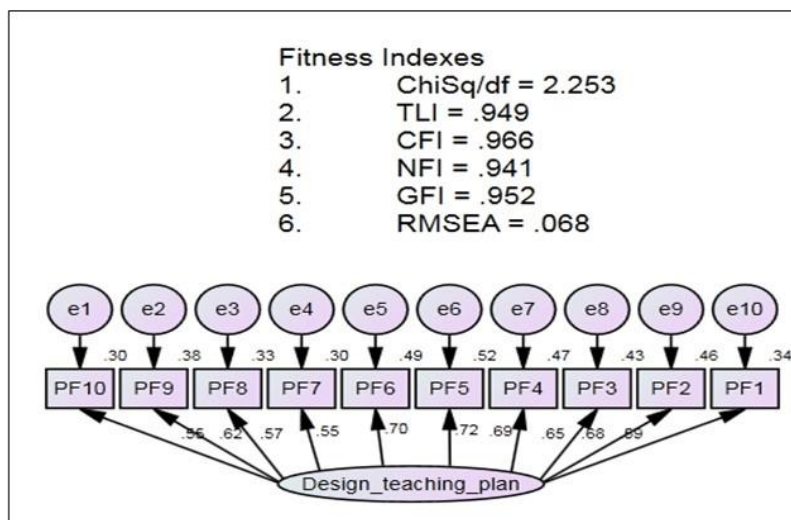 Fitness Indexes
1. ChiSq/df = 2.253
2. TLI = .949
3. CFI = .966
4. NFI = .941
5. GFI = .952
6. RMSEA = .068
e1 e2 e3 e4 e5 e6 e7 e8 e9 e10
.30 .38 .33 .30 .49 .52 .47 .43 .46 .34
PF10 PF9 PF8 PF7 PF6 PF5 PF4 PF3 PF2 PF1
.55 .62 .57 .55 .70 .72 .69 .65 .68
Design_teaching_plan